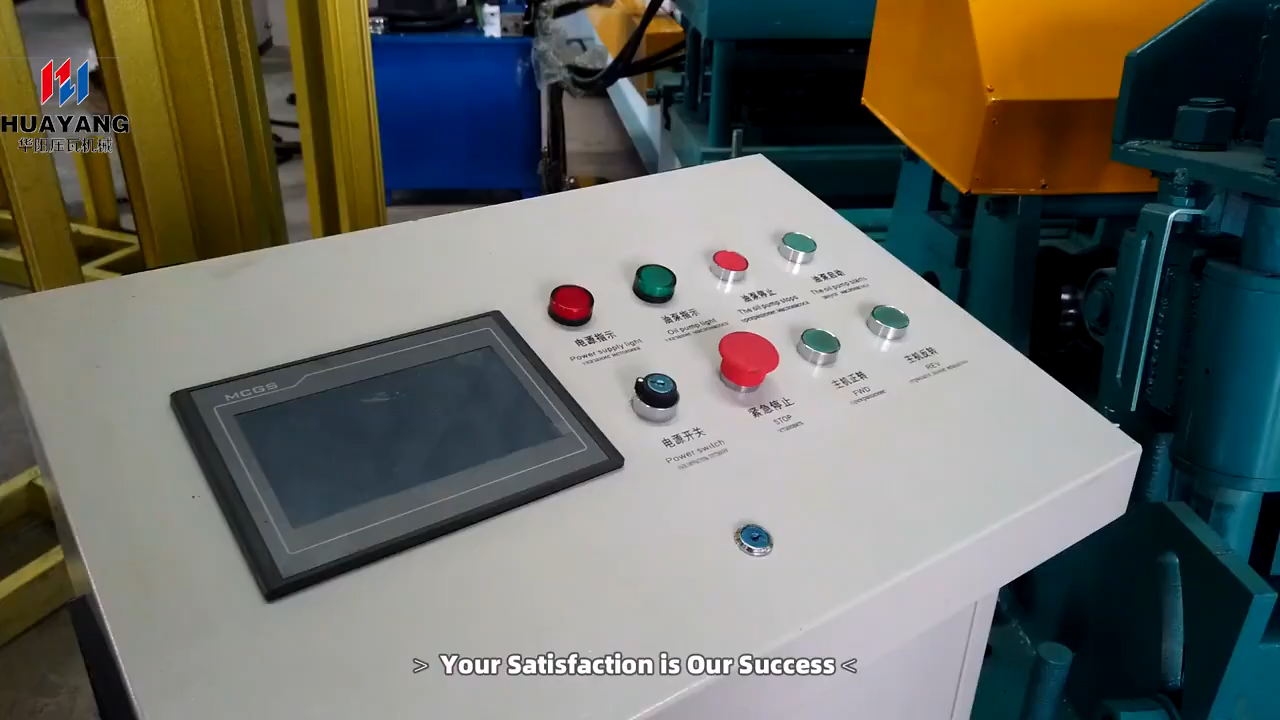 HUAYANG
华阳压瓦机械
MCGS
电源指示
Power supply light
油泵指示
Oil pump light
油泵停止
The oil pump stops
油泵启动
The oil pump starts
电源开关
Power switch
紧急停止
STOP
主机正转
FWD
主机反转
REV
> Your Satisfaction is Our Success <